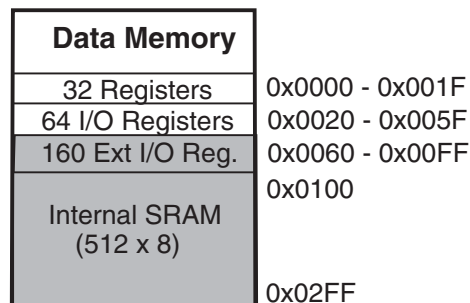 Data Memory
32 Registers 0x0000 - 0x001F
64 I/O Registers 0x0020 - 0x005F
160 Ext I/O Reg. 0x0060 - 0x00FF
0x0100
Internal SRAM
(512 x 8)
0x02FF